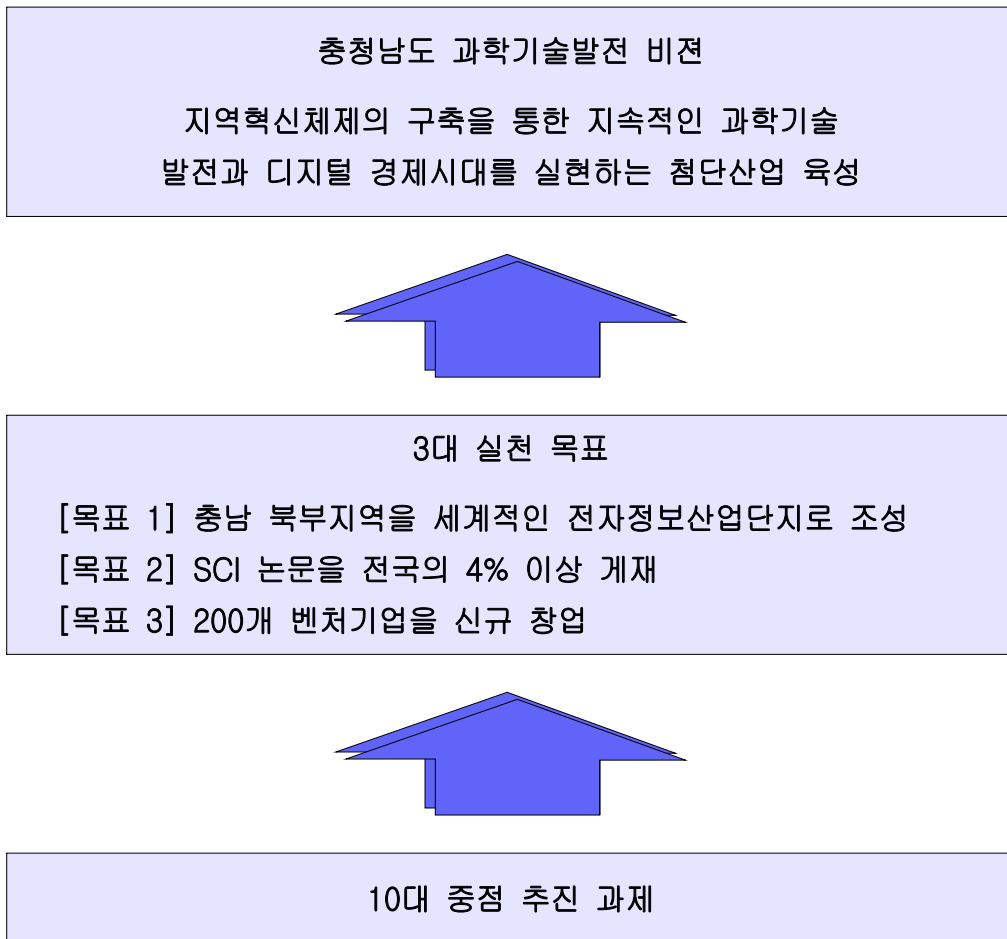 충청남도 과학기술발전 비젼
지역혁신체제의 구축을 통한 지속적인 과학기술
발전과 디지털 경제시대를 실현하는 첨단산업 육성
3대 실천 목표
[목표 1] 충남 북부지역을 세계적인 전자정보산업단지로 조성
[목표 2] SCI 논문을 전국의 4% 이상 게재
[목표 3] 200개 벤처기업을 신규 창업
10대 중점 추진 과제